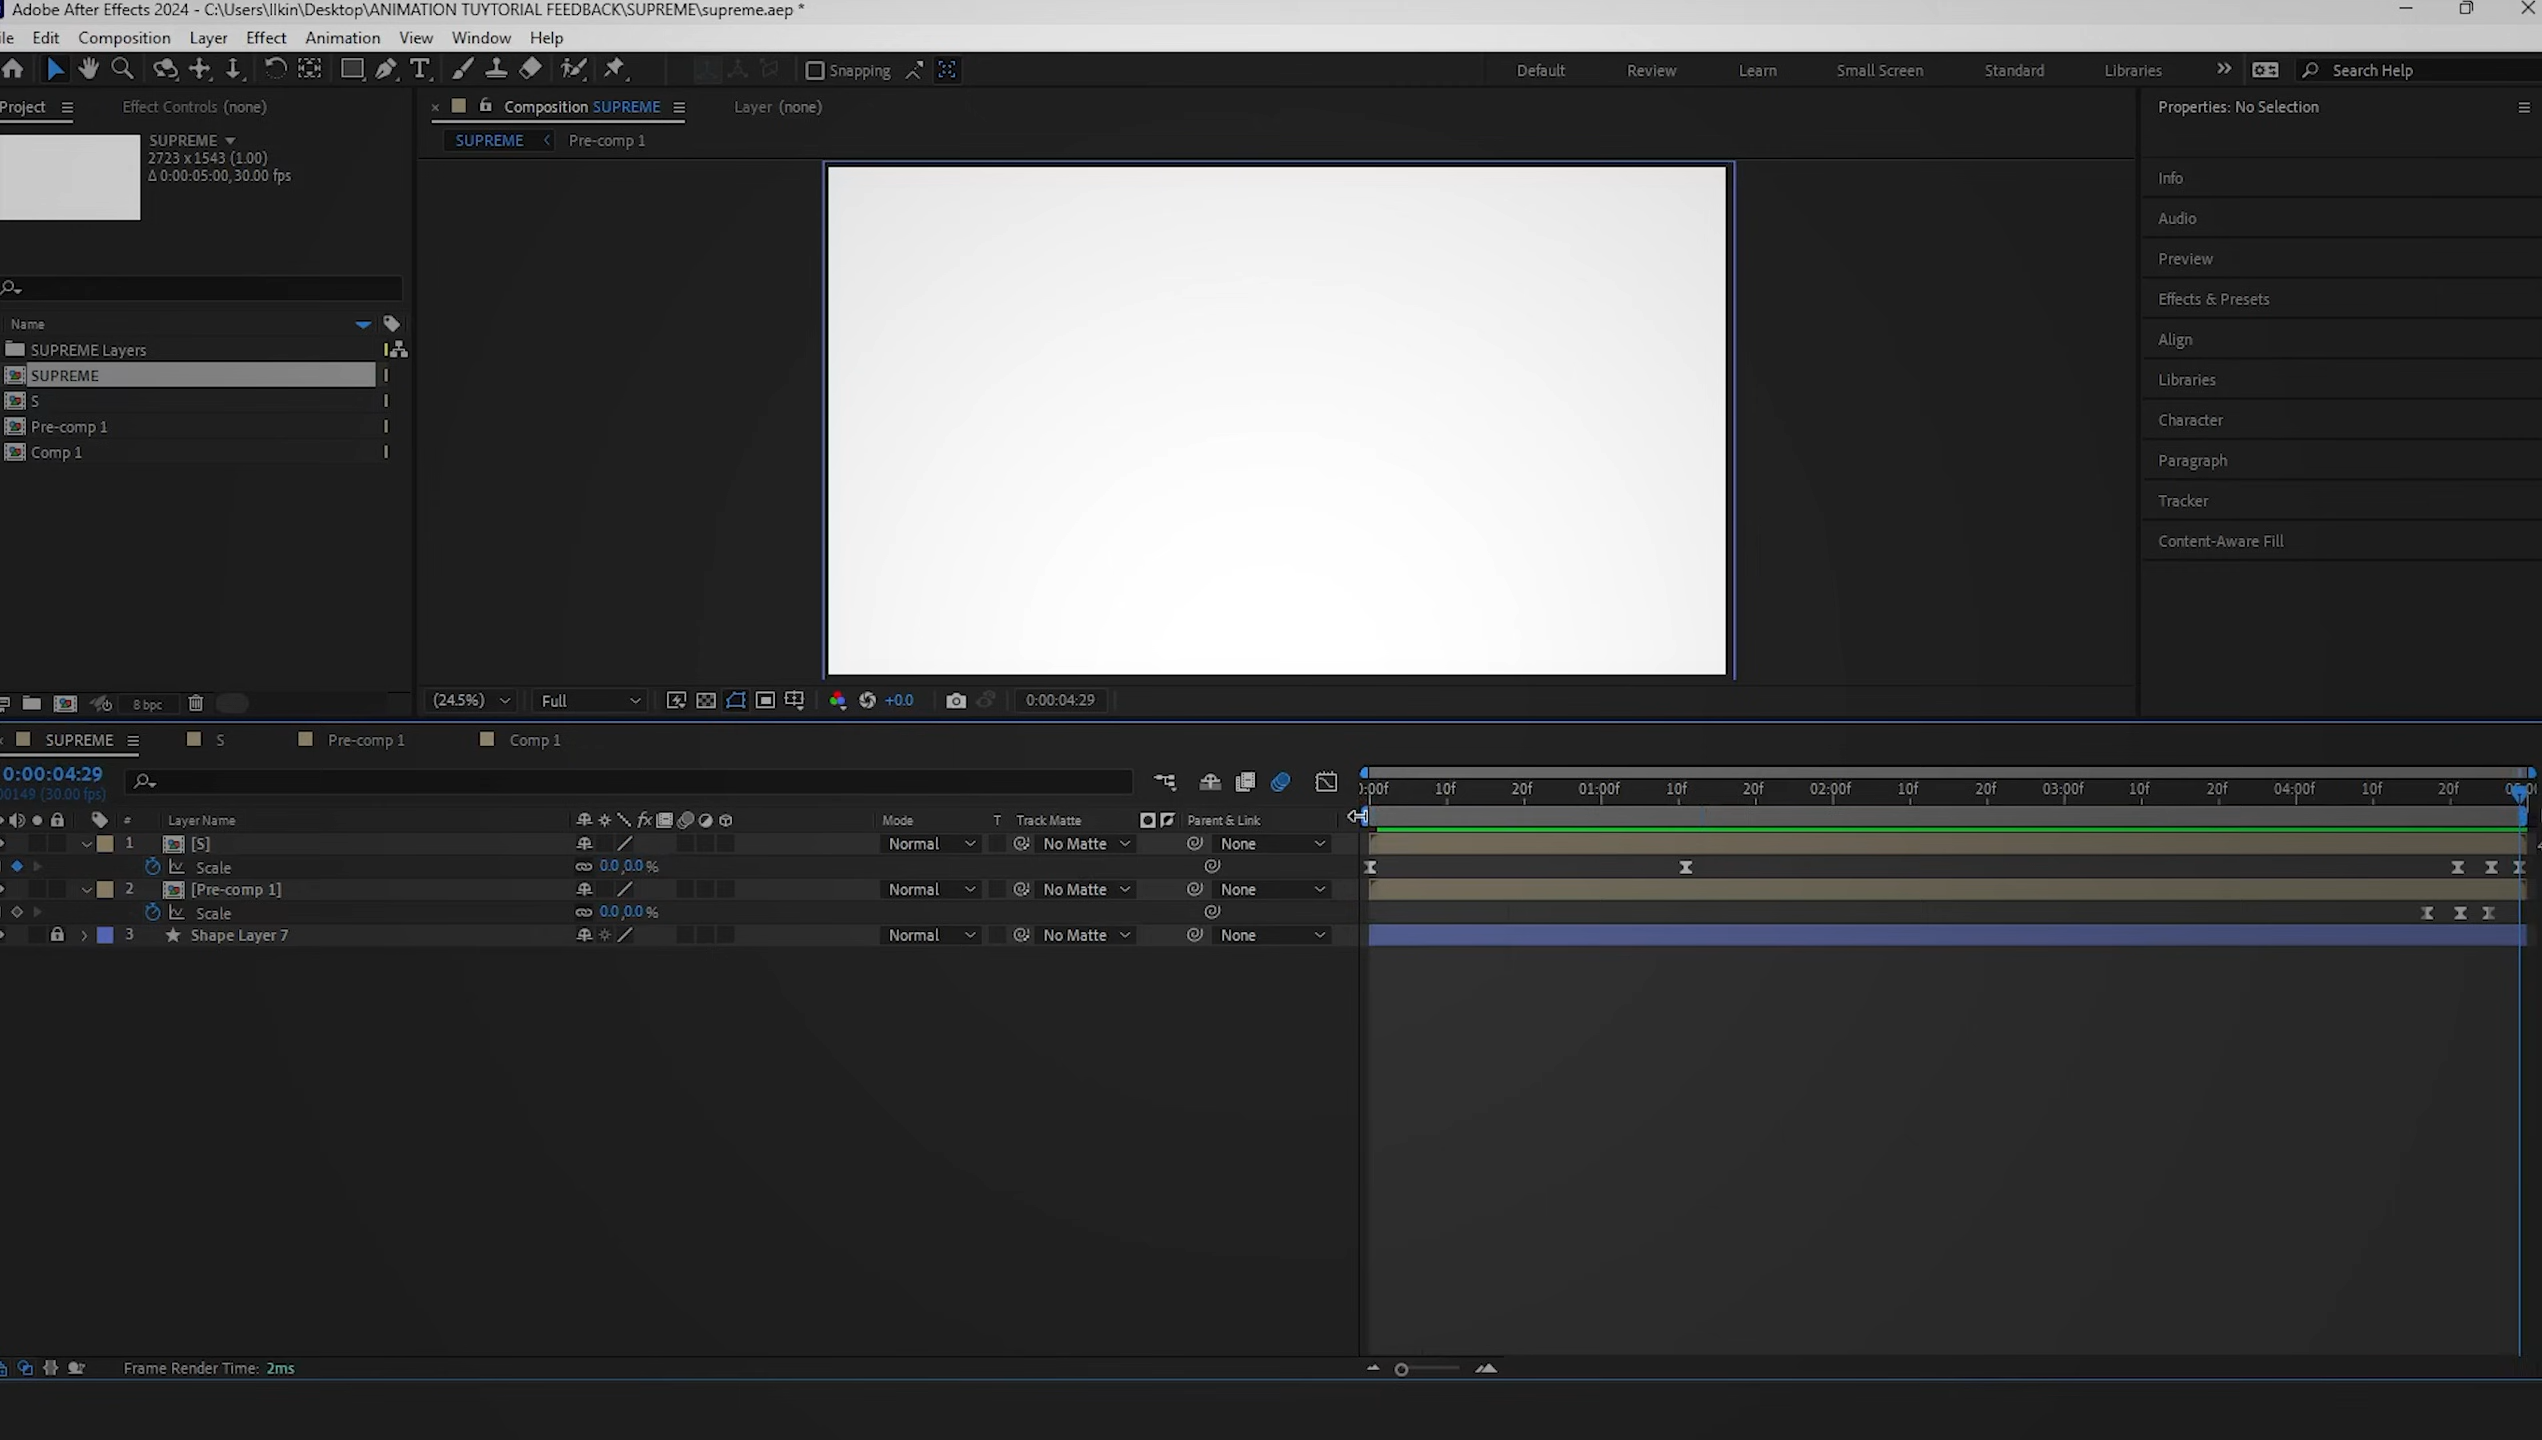 Adobe After Effects 2024 - C:\Users\Ilkin\Desktop\ANIMATION TUYTORIAL FEEDBACK\SUPREME\supreme.aep *
Edit Composition Layer Effect Animation View Window Help
Snapping Default Review Learn Small Screen Standard Libraries Search Help
Project Effect Controls (none) Composition SUPREME Layer (none) Properties: No Selection
SUPREME
2723 x 1543 (1.00)
Δ 0:00:05:00, 30.00 fps
SUPREME Pre-comp 1
Info
Audio
Preview
Effects & Presets
Align
Libraries
Character
Paragraph
Tracker
Content-Aware Fill
Name
SUPREME Layers
SUPREME
S
Pre-comp 1
Comp 1
8 bpc (24.5%) Full +0.0 0:00:04:29
SUPREME S Pre-comp 1 Comp 1
0:00:04:29
00149 (30.00 fps)
0:00f 10f 20f 01:00f 10f 20f 02:00f 10f 20f 03:00f 10f 20f 04:00f 10f 20f
# Layer Name fx Mode T Track Matte Parent & Link
1 [S] Normal No Matte None
Scale 0.0,0.0 %
2 [Pre-comp 1] Normal No Matte None
Scale 0.0,0.0 %
3 Shape Layer 7 Normal No Matte None
Frame Render Time: 2ms